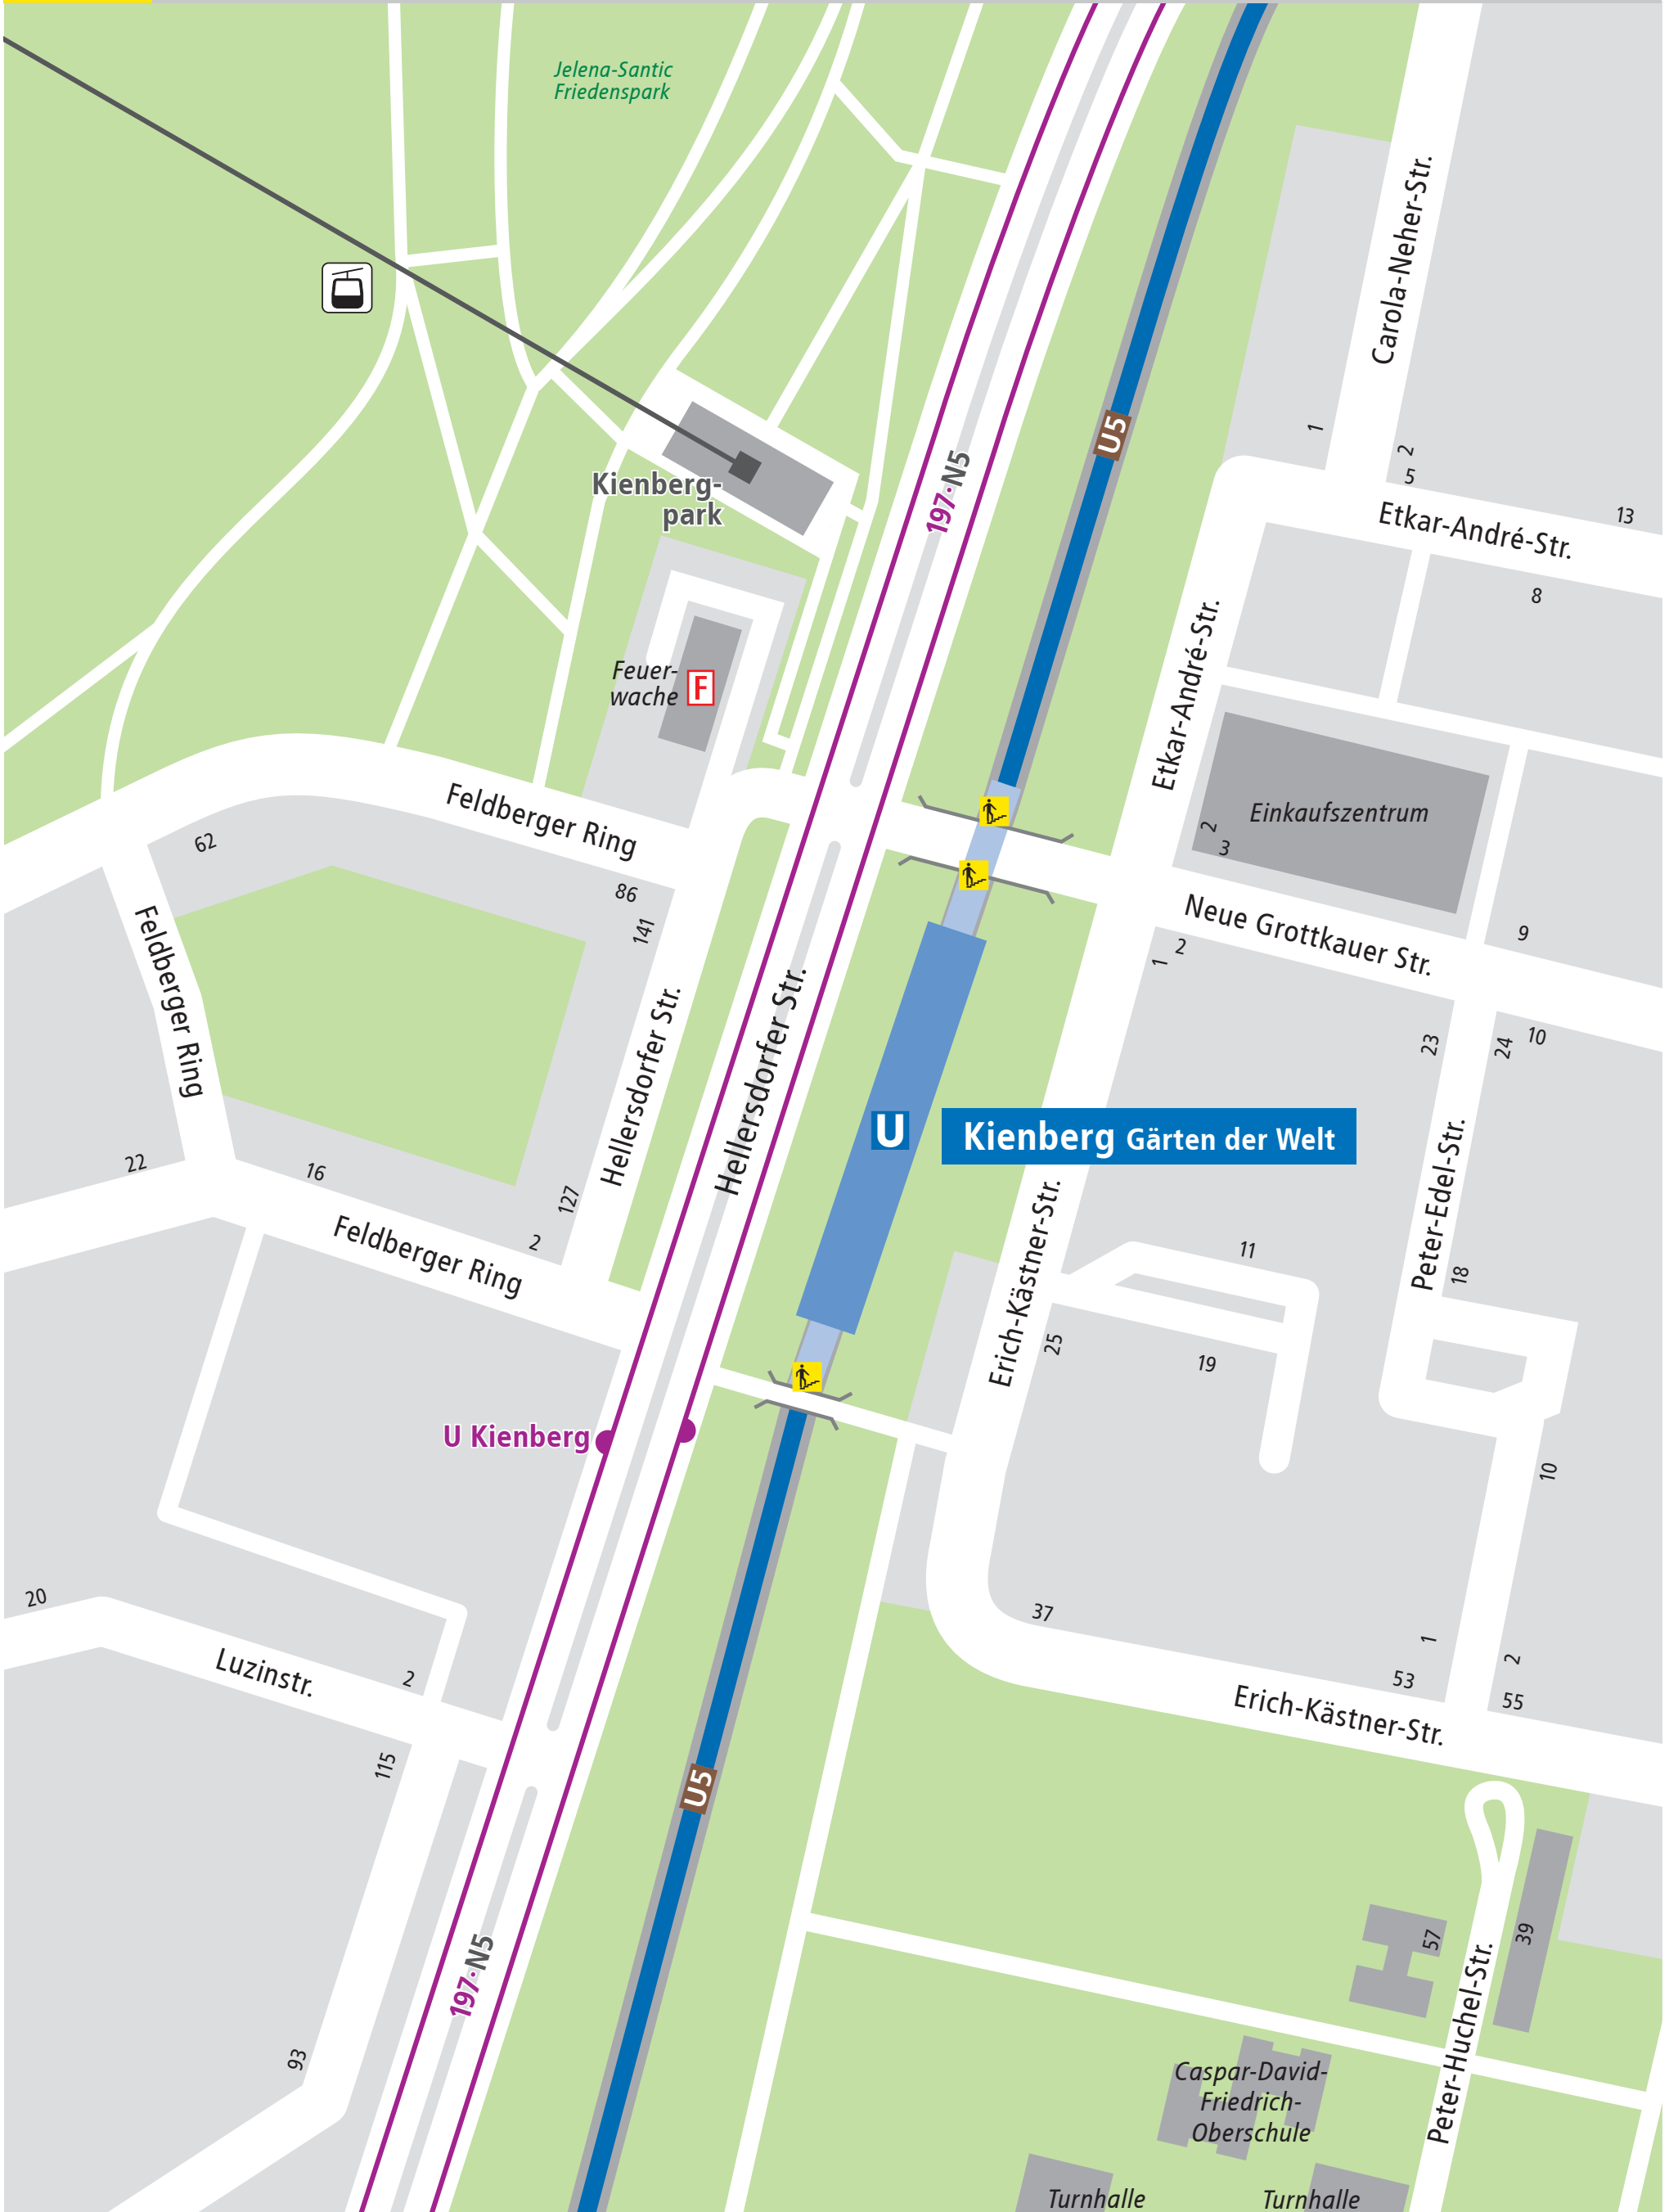 Jelena-Santic
Friedenspark
Carola-Neher-Str.
1
2
5
U5
197·N5
Kienberg-
park
13
Etkar-André-Str.
8
Etkar-André-Str.
Feuer-
wache
F
Feldberger Ring
Einkaufszentrum
2
3
62
86
141
Feldberger Ring
Neue Grottkauer Str.
9
2
1
23
24
10
Hellersdorfer Str.
Hellersdorfer Str.
U
Kienberg Gärten der Welt
22
16
127
2
Feldberger Ring
Peter-Edel-Str.
18
11
19
25
Erich-Kästner-Str.
U Kienberg
10
20
37
Luzinstr.
2
1
2
53
55
Erich-Kästner-Str.
115
U5
197·N5
57
39
Peter-Huchel-Str.
93
Caspar-David-
Friedrich-
Oberschule
Turnhalle
Turnhalle